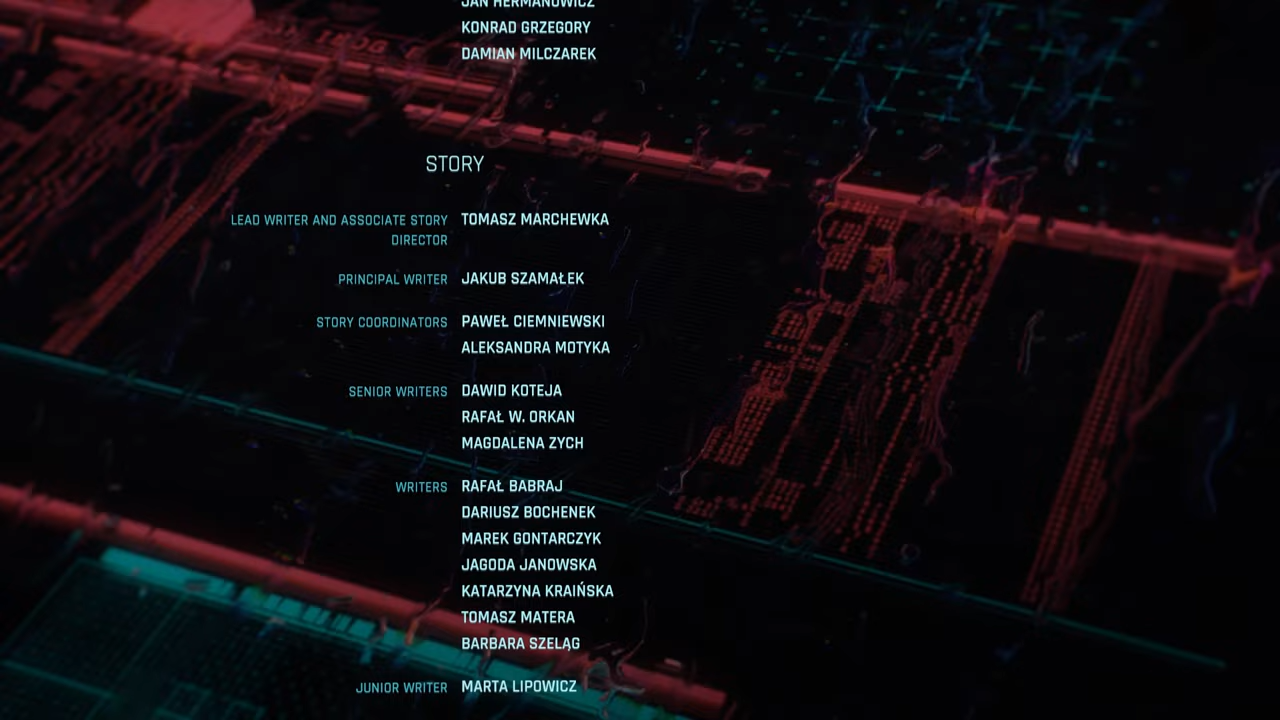 JAN HERMANOWICZ
KONRAD GRZEGORY
DAMIAN MILCZAREK
STORY
LEAD WRITER AND ASSOCIATE STORY DIRECTOR TOMASZ MARCHEWKA
PRINCIPAL WRITER JAKUB SZAMAŁEK
STORY COORDINATORS PAWEŁ CIEMNIEWSKI
ALEKSANDRA MOTYKA
SENIOR WRITERS DAWID KOTEJA
RAFAŁ W. ORKAN
MAGDALENA ZYCH
WRITERS RAFAŁ BABRAJ
DARIUSZ BOCHENEK
MAREK GONTARCZYK
JAGODA JANOWSKA
KATARZYNA KRAIŃSKA
TOMASZ MATERA
BARBARA SZELĄG
JUNIOR WRITER MARTA LIPOWICZ